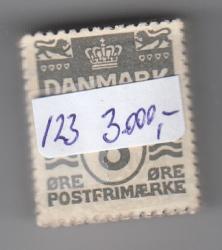 DANMARK
123 3.000,-
ØRE ØRE
POSTFRIMÆRKE